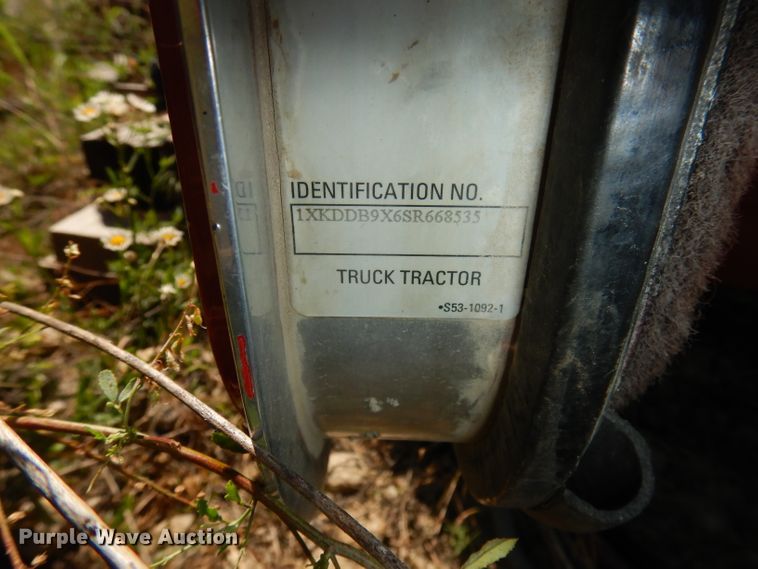 IDENTIFICATION NO.
1XKDDB9X6SR668535
TRUCK TRACTOR
•S53-1092-1
Purple Wave Auction